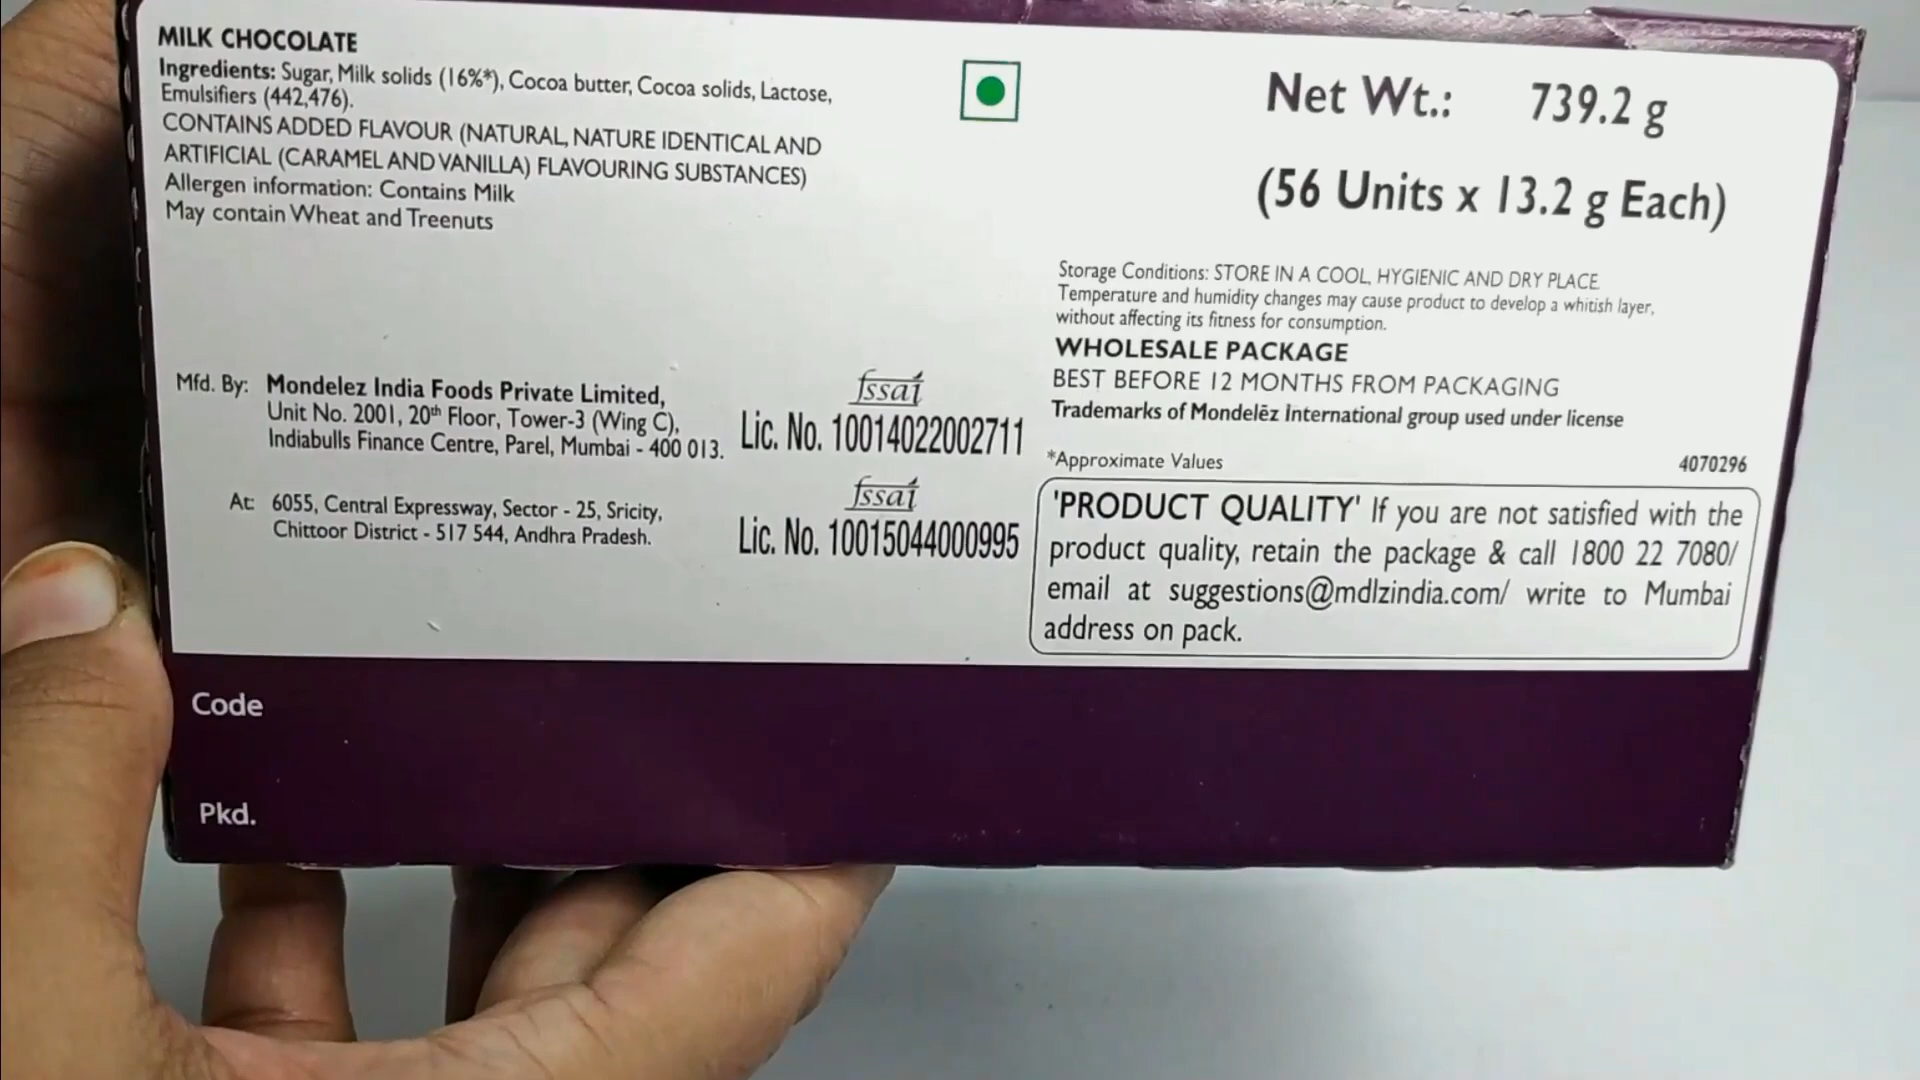 MILK CHOCOLATE
Ingredients: Sugar, Milk solids (16%*), Cocoa butter, Cocoa solids, Lactose,
Emulsifiers (442,476).
CONTAINS ADDED FLAVOUR (NATURAL, NATURE IDENTICAL AND
ARTIFICIAL (CARAMEL AND VANILLA) FLAVOURING SUBSTANCES)
Allergen information: Contains Milk
May contain Wheat and Treenuts
Mfd. By: Mondelez India Foods Private Limited,
Unit No. 2001, 20th Floor, Tower-3 (Wing C),
Indiabulls Finance Centre, Parel, Mumbai - 400 013.
fssai
Lic. No. 10014022002711
At: 6055, Central Expressway, Sector - 25, Sricity,
Chittoor District - 517 544, Andhra Pradesh.
fssai
Lic. No. 10015044000995
Net Wt.: 739.2 g
(56 Units x 13.2 g Each)
Storage Conditions: STORE IN A COOL, HYGIENIC AND DRY PLACE.
Temperature and humidity changes may cause product to develop a whitish layer,
without affecting its fitness for consumption.
WHOLESALE PACKAGE
BEST BEFORE 12 MONTHS FROM PACKAGING
Trademarks of Mondelēz International group used under license
*Approximate Values 4070296
'PRODUCT QUALITY' If you are not satisfied with the
product quality, retain the package & call 1800 22 7080/
email at suggestions@mdlzindia.com/ write to Mumbai
address on pack.
Code
Pkd.